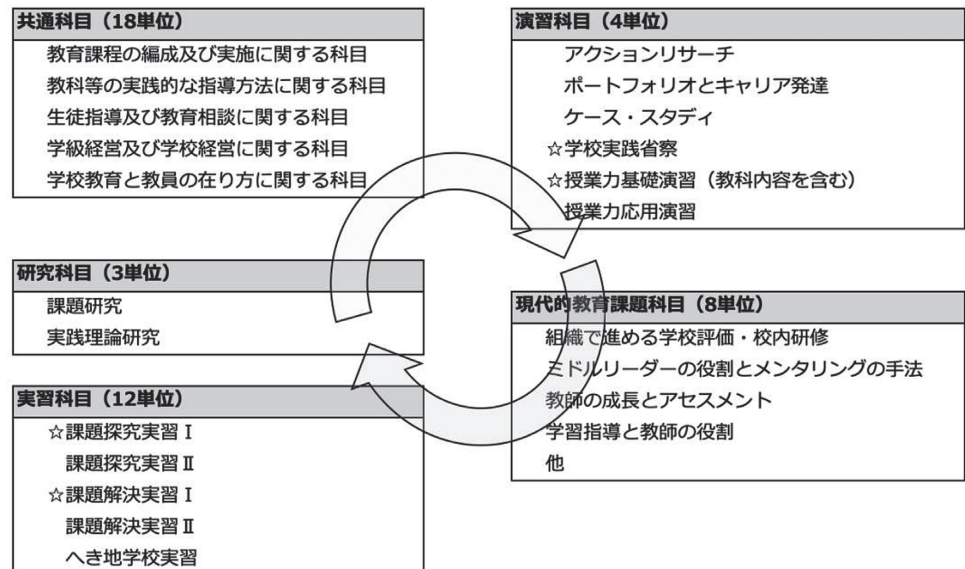 共通科目（18単位）
教育課程の編成及び実施に関する科目
教科等の実践的な指導方法に関する科目
生徒指導及び教育相談に関する科目
学級経営及び学校経営に関する科目
学校教育と教員の在り方に関する科目
研究科目（3単位）
課題研究
実践理論研究
実習科目（12単位）
☆課題探究実習Ⅰ
課題探究実習Ⅱ
☆課題解決実習Ⅰ
課題解決実習Ⅱ
へき地学校実習
演習科目（4単位）
アクションリサーチ
ポートフォリオとキャリア発達
ケース・スタディ
☆学校実践省察
☆授業力基礎演習（教科内容を含む）
授業力応用演習
現代的教育課題科目（8単位）
組織で進める学校評価・校内研修
ミドルリーダーの役割とメンタリングの手法
教師の成長とアセスメント
学習指導と教師の役割
他